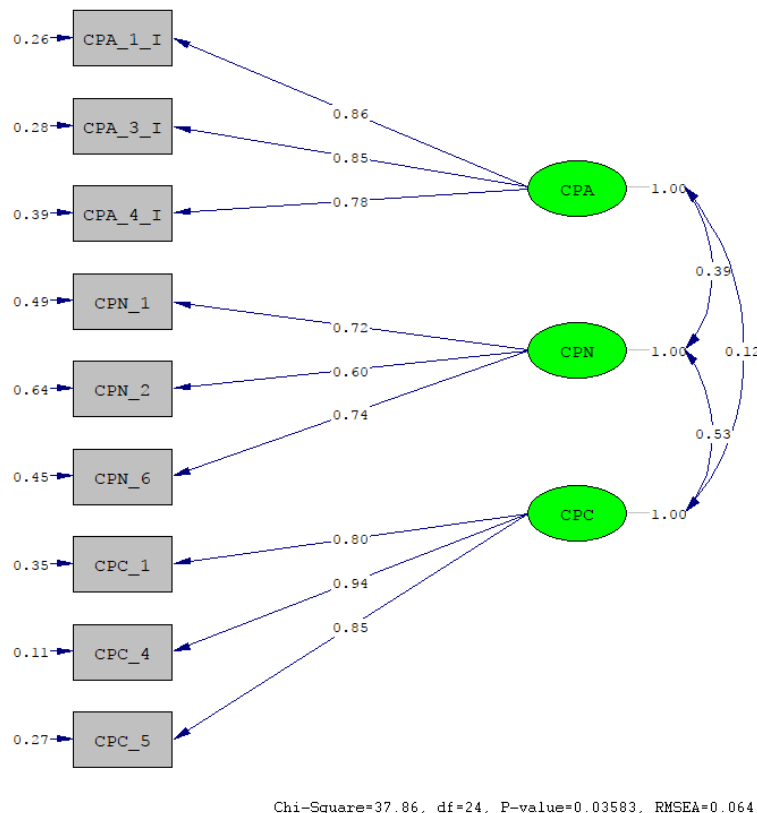 0.26 CPA_1_I
0.86
0.28 CPA_3_I
0.85
CPA 1.00
0.39 CPA_4_I
0.78
0.39
0.49 CPN_1
0.72
CPN 1.00
0.12
0.64 CPN_2
0.60
0.74
0.53
0.45 CPN_6
CPC 1.00
0.35 CPC_1
0.80
0.94
0.11 CPC_4
0.85
0.27 CPC_5
Chi-Square=37.86, df=24, P-value=0.03583, RMSEA=0.064